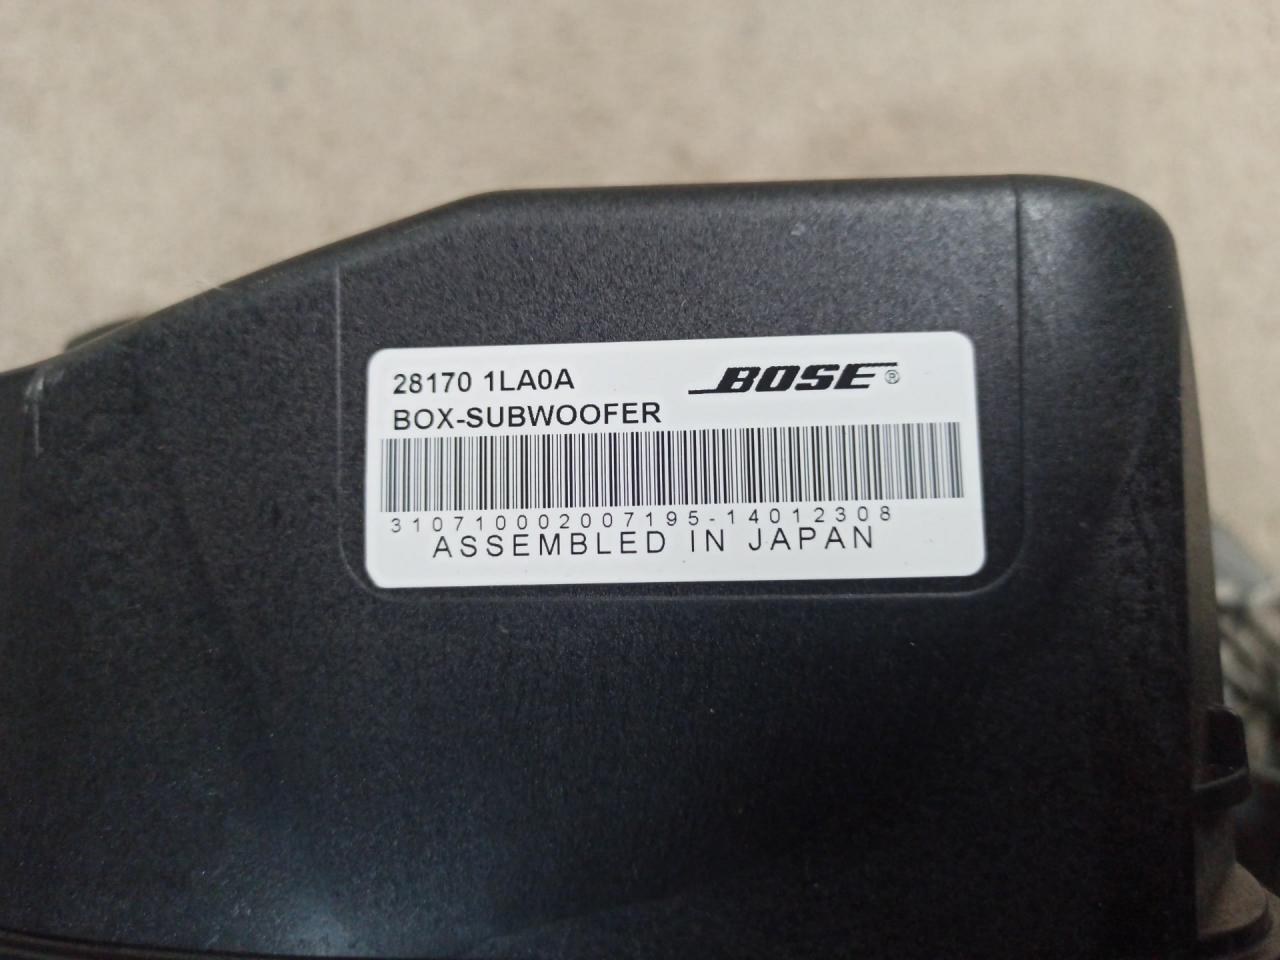 28170 1LA0A BOSE®
BOX-SUBWOOFER
310710002007195-14012308
ASSEMBLED IN JAPAN